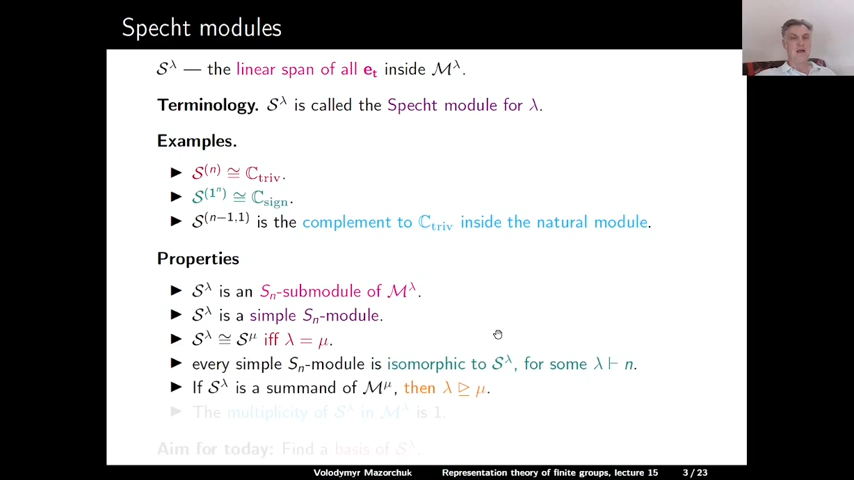 Specht modules
𝒮^λ — the linear span of all e_t inside ℳ^λ.
Terminology. 𝒮^λ is called the Specht module for λ.
Examples.
▶ 𝒮^(n) ≅ ℂ_triv.
▶ 𝒮^(1^n) ≅ ℂ_sign.
▶ 𝒮^(n−1,1) is the complement to ℂ_triv inside the natural module.
Properties
▶ 𝒮^λ is an S_n-submodule of ℳ^λ.
▶ 𝒮^λ is a simple S_n-module.
▶ 𝒮^λ ≅ 𝒮^μ iff λ = μ.
▶ every simple S_n-module is isomorphic to 𝒮^λ, for some λ ⊢ n.
▶ If 𝒮^λ is a summand of ℳ^μ, then λ ⊵ μ.
▶ The multiplicity of 𝒮^λ in ℳ^λ is 1.
Aim for today: Find a basis of 𝒮^λ.
Volodymyr Mazorchuk Representation theory of finite groups, lecture 15 3 / 23